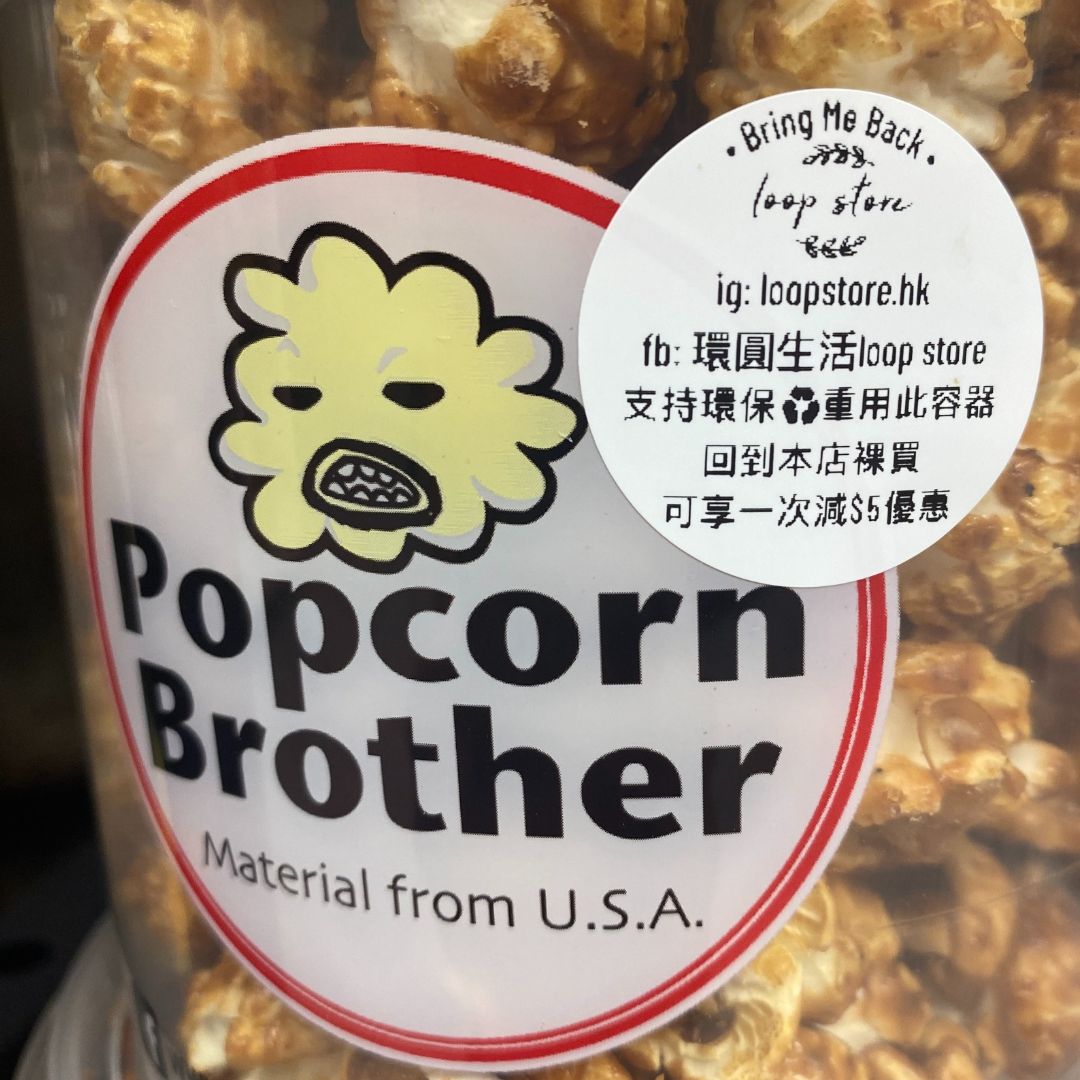 • Bring Me Back •
loop store
ig: loopstore.hk
fb: 環圓生活loop store
支持環保♻重用此容器
回到本店裸買
可享一次減$5優惠
Popcorn
Brother
Material from U.S.A.